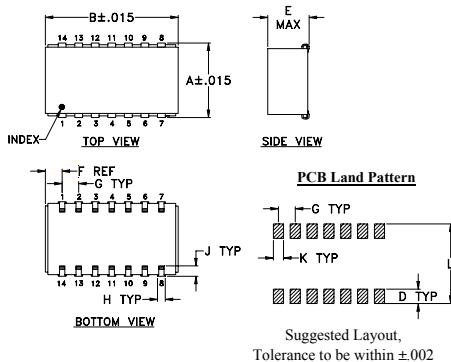 B±.015
14 13 12 11 10 9 8
A±.015
INDEX
1 2 3 4 5 6 7
TOP VIEW
E
MAX
SIDE VIEW
F REF
G TYP
1 2 3 4 5 6 7
J TYP
14 13 12 11 10 9 8
H TYP
BOTTOM VIEW
PCB Land Pattern
G TYP
K TYP
L
D TYP
Suggested Layout,
Tolerance to be within ±.002